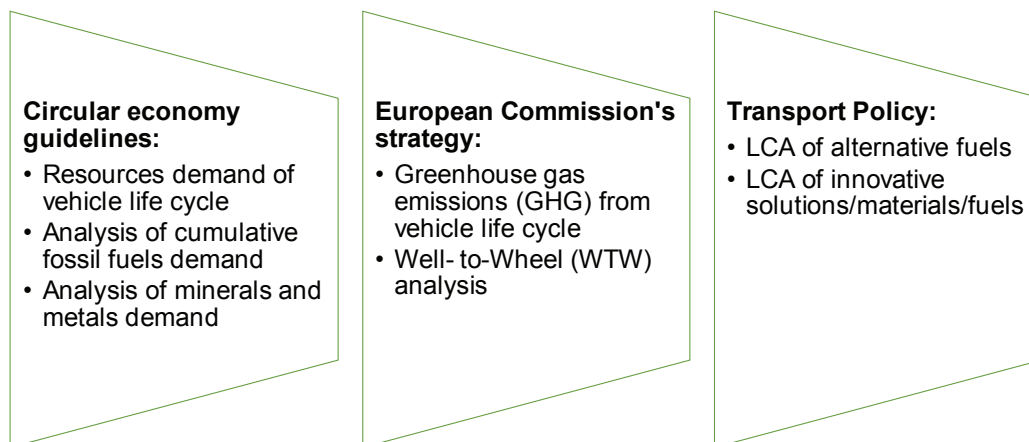 Circular economy
guidelines:
• Resources demand of
vehicle life cycle
• Analysis of cumulative
fossil fuels demand
• Analysis of minerals and
metals demand
European Commission's
strategy:
• Greenhouse gas
emissions (GHG) from
vehicle life cycle
• Well- to-Wheel (WTW)
analysis
Transport Policy:
• LCA of alternative fuels
• LCA of innovative
solutions/materials/fuels